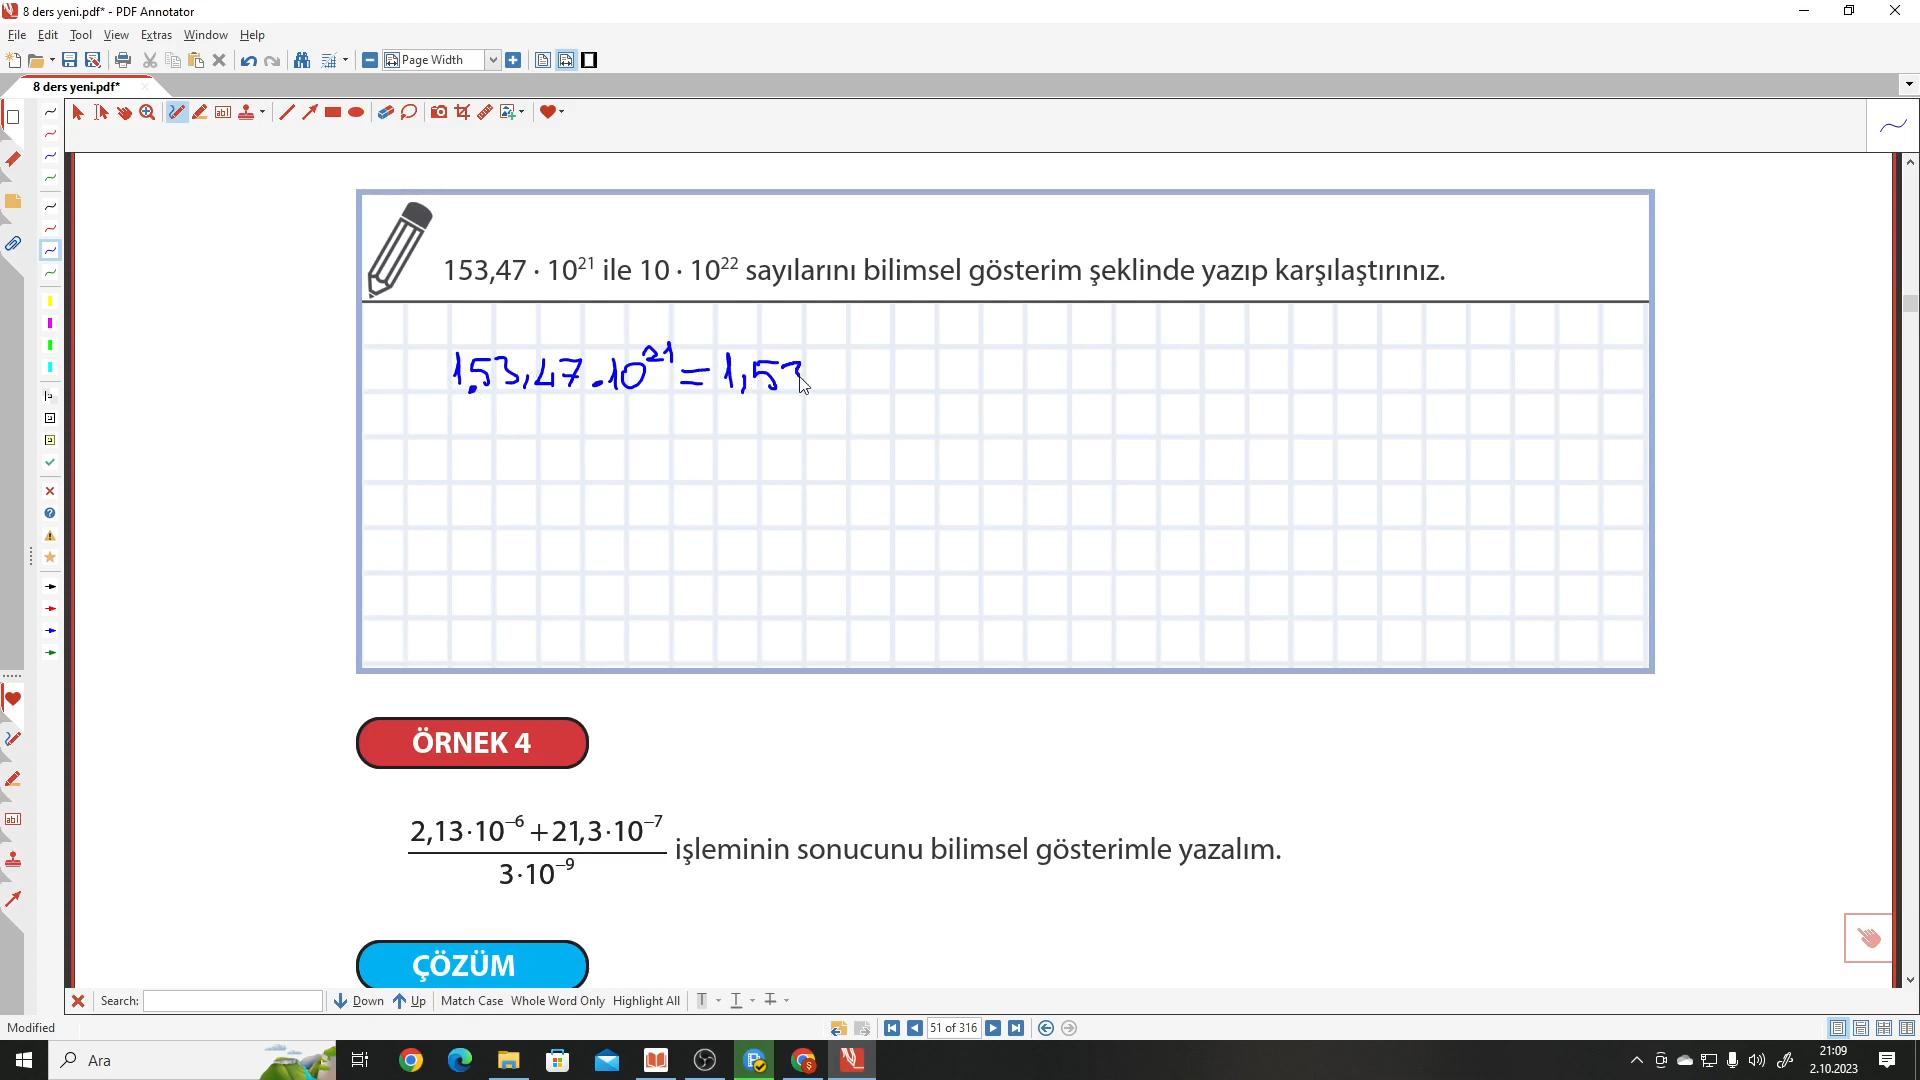 8 ders yeni.pdf* - PDF Annotator
File Edit Tool View Extras Window Help
Page Width
8 ders yeni.pdf*
153,47 · 10²¹ ile 10 · 10²² sayılarını bilimsel gösterim şeklinde yazıp karşılaştırınız.
153,47.10²¹ = 1,53
ÖRNEK 4
2,13·10⁻⁶ + 21,3·10⁻⁷
işleminin sonucunu bilimsel gösterimle yazalım.
3·10⁻⁹
ÇÖZÜM
Search: Down Up Match Case Whole Word Only Highlight All
Modified
51 of 316
Ara
21:09
2.10.2023